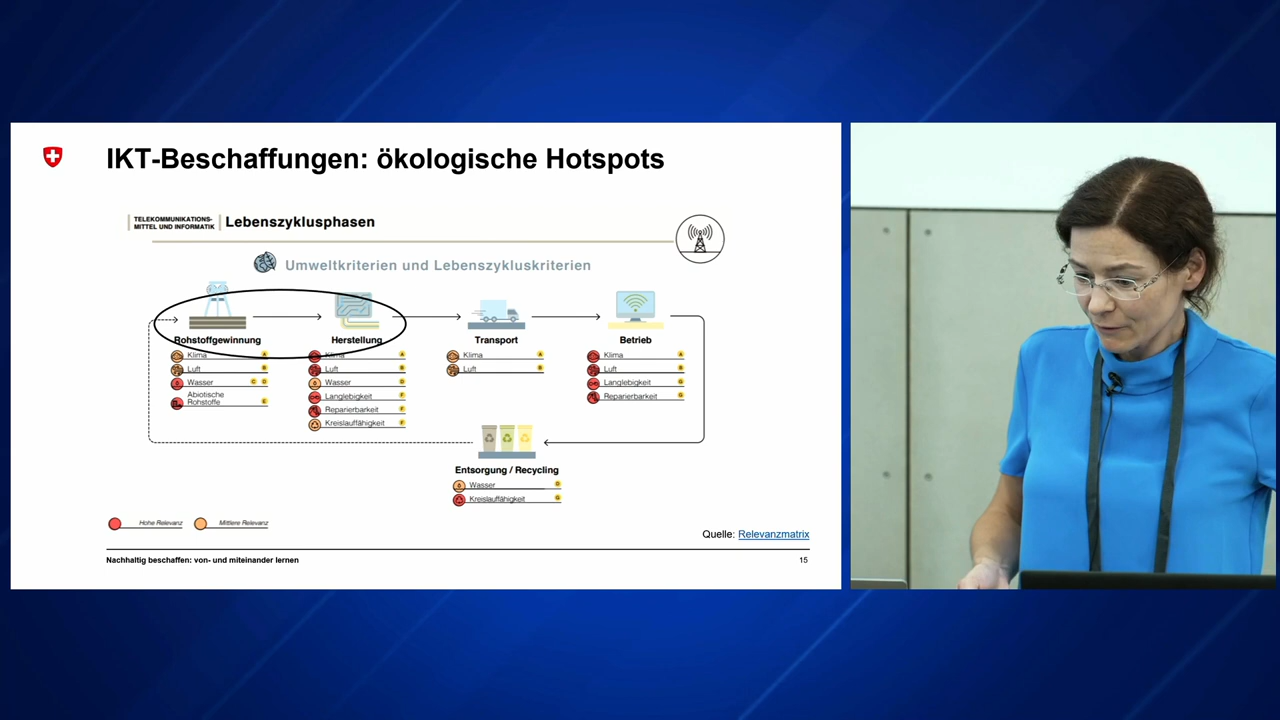 IKT-Beschaffungen: ökologische Hotspots
TELEKOMMUNIKATIONS-
MITTEL UND INFORMATIK
Lebenszyklusphasen
Umweltkriterien und Lebenszykluskriterien
Rohstoffgewinnung
Klima A
Luft B
Wasser C D
Abiotische
Rohstoffe E
Herstellung
Klima A
Luft B
Wasser D
Langlebigkeit F
Reparierbarkeit F
Kreislauffähigkeit F
Transport
Klima A
Luft B
Betrieb
Klima A
Luft B
Langlebigkeit G
Reparierbarkeit G
Entsorgung / Recycling
Wasser D
Kreislauffähigkeit G
Hohe Relevanz
Mittlere Relevanz
Quelle: Relevanzmatrix
Nachhaltig beschaffen: von- und miteinander lernen
15